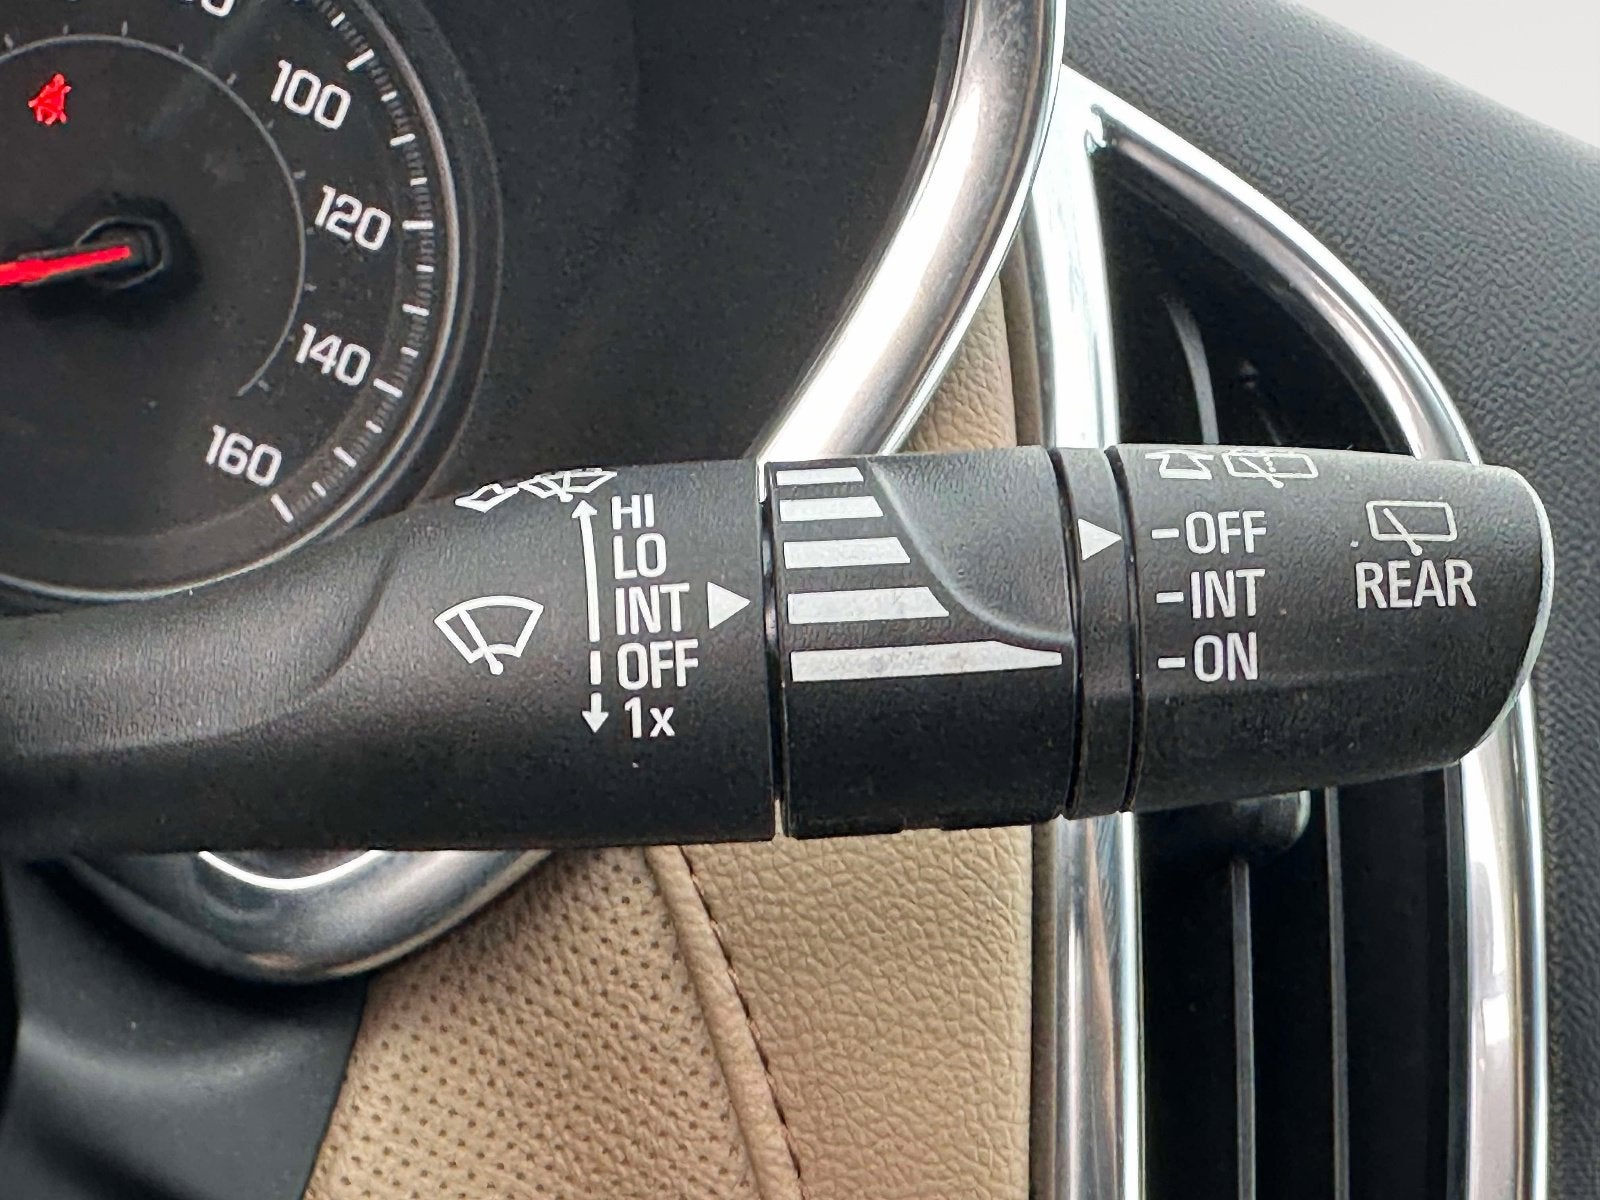 100
120
140
160
HI
LO
INT
OFF
1x
-OFF
-INT
-ON
REAR